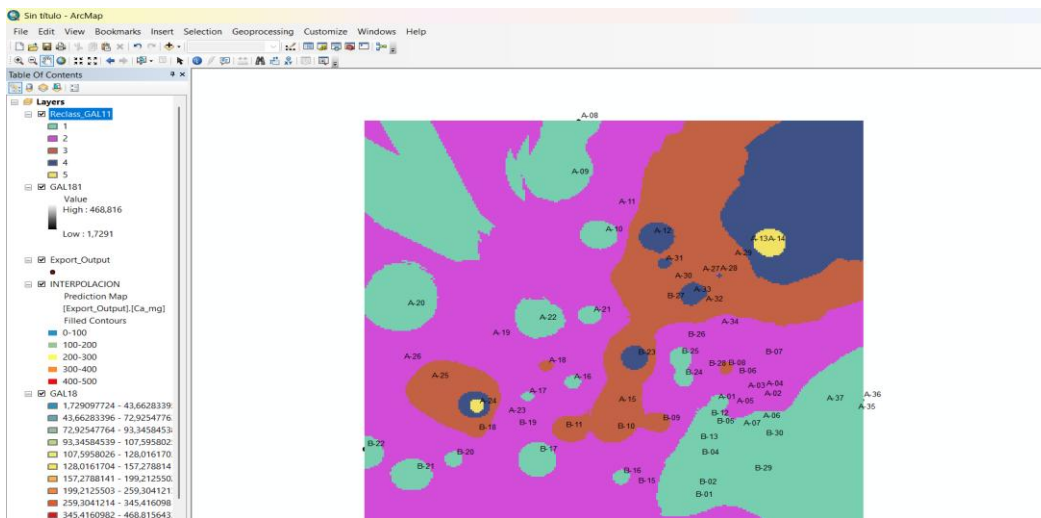 Sin título - ArcMap
File Edit View Bookmarks Insert Selection Geoprocessing Customize Windows Help
Table Of Contents
Layers
Reclass_GAL11
1
2
3
4
5
GAL181
Value
High : 468,816
Low : 1,7291
Export_Output
INTERPOLACION
Prediction Map
[Export_Output].[Ca_mg]
Filled Contours
0-100
100-200
200-300
300-400
400-500
GAL18
1,729097724 - 43,6628339
43,66283396 - 72,9254776
72,92547764 - 93,3458453
93,34584539 - 107,595802
107,5958026 - 128,016170
128,0161704 - 157,278814
157,2788141 - 199,212550
199,2125503 - 259,304121
259,3041214 - 345,416098
345,4160982 - 468,815643
A-08
A-09
A-11
A-10
A-12
A-13 A-14
A-29
A-31
A-27 A-28
A-30
A-33
B-27
A-32
A-20
A-22
A-21
A-34
A-19
B-26
A-26
B-23
B-25
B-07
A-18
B-28 B-08
B-06
A-25
A-16
B-24
A-03 A-04
A-17
A-02
A-24
A-15
A-01
A-05
A-37
A-36
A-35
A-23
B-12
A-06
B-19
B-09
B-05
A-07
B-18
B-11
B-10
B-30
B-13
B-22
B-17
B-20
B-04
B-21
B-16
B-29
B-15
B-02
B-01